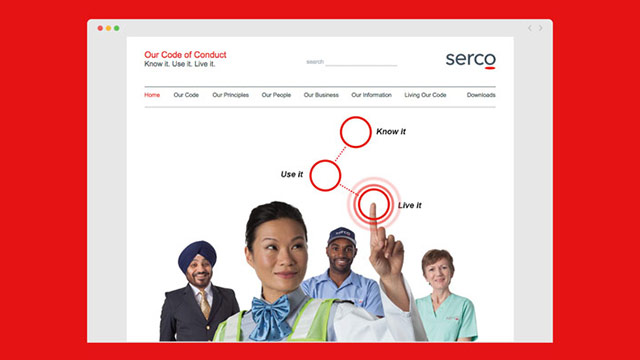 Our Code of Conduct
Know it. Use it. Live it.
search
serco
Home Our Code Our Principles Our People Our Business Our Information Living Our Code Downloads
Know it
Use it
Live it